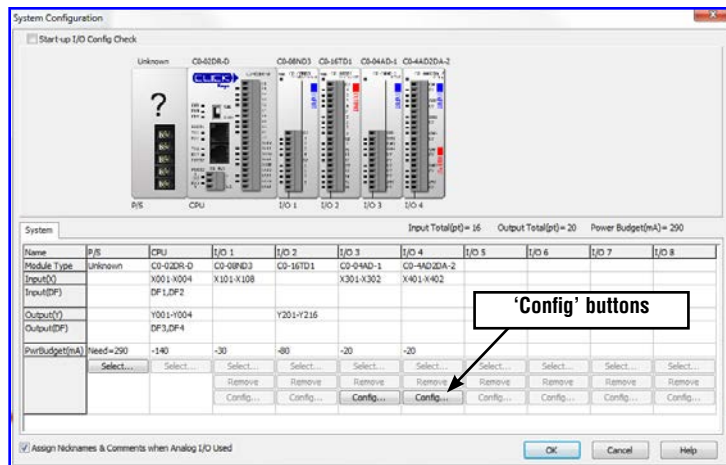 System Configuration
Start-up I/O Config Check
Unknown C0-02DR-D C0-08ND3 C0-16TD1 C0-04AD-1 C0-4AD2DA-2
CLICK
?
P/S CPU I/O 1 I/O 2 I/O 3 I/O 4
System Input Total(pt)= 16 Output Total(pt)= 20 Power Budget(mA)= 290
Name P/S CPU I/O 1 I/O 2 I/O 3 I/O 4 I/O 5 I/O 6 I/O 7 I/O 8
Module Type Unknown C0-02DR-D C0-08ND3 C0-16TD1 C0-04AD-1 C0-4AD2DA-2
Input(X) X001-X004 X101-X108 X301-X302 X401-X402
Input(DF) DF1,DF2
'Config' buttons
Output(Y) Y001-Y004 Y201-Y216
Output(DF) DF3,DF4
PwrBudget(mA) Need=290 -140 -30 -80 -20 -20
Select... Select... Select... Select... Select... Select... Select... Select... Select... Select...
Remove Remove Remove Remove Remove Remove Remove Remove
Config... Config... Config... Config... Config... Config... Config... Config...
Assign Nicknames & Comments when Analog I/O Used
OK Cancel Help